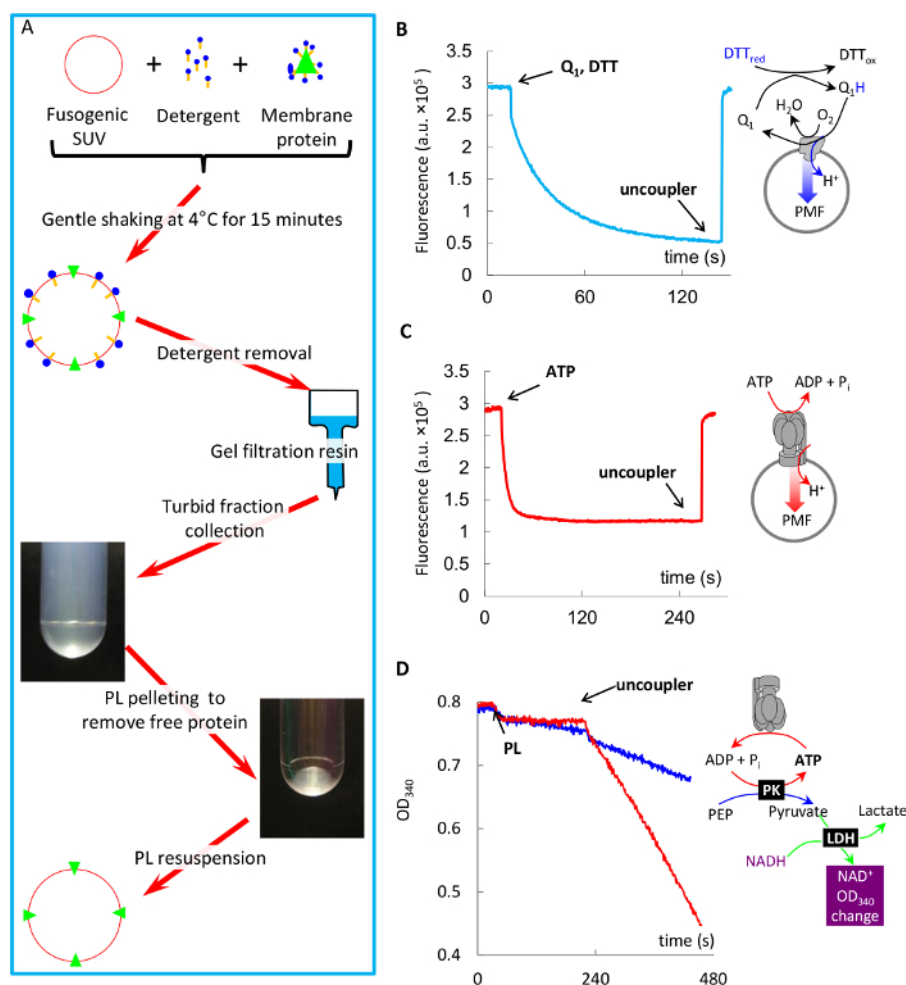 A
+
+
Fusogenic
SUV
Detergent
Membrane
protein
Gentle shaking at 4°C for 15 minutes
Detergent removal
Gel filtration resin
Turbid fraction
collection
PL pelleting to
remove free protein
PL resuspension
B
Fluorescence (a.u. ×10⁵)
3.5
3
2.5
2
1.5
1
0.5
0
Q₁, DTT
uncoupler
time (s)
0
60
120
DTTred
DTTox
Q₁H
H₂O
O₂
Q₁
H⁺
PMF
C
Fluorescence (a.u. ×10⁵)
3.5
3
2.5
2
1.5
1
0.5
0
ATP
uncoupler
time (s)
0
120
240
ATP
ADP + Pi
H⁺
PMF
D
OD₃₄₀
0.8
0.7
0.6
0.5
0.4
uncoupler
PL
time (s)
0
240
480
ADP + Pi
ATP
PK
PEP
Pyruvate
Lactate
LDH
NADH
NAD⁺
OD₃₄₀
change